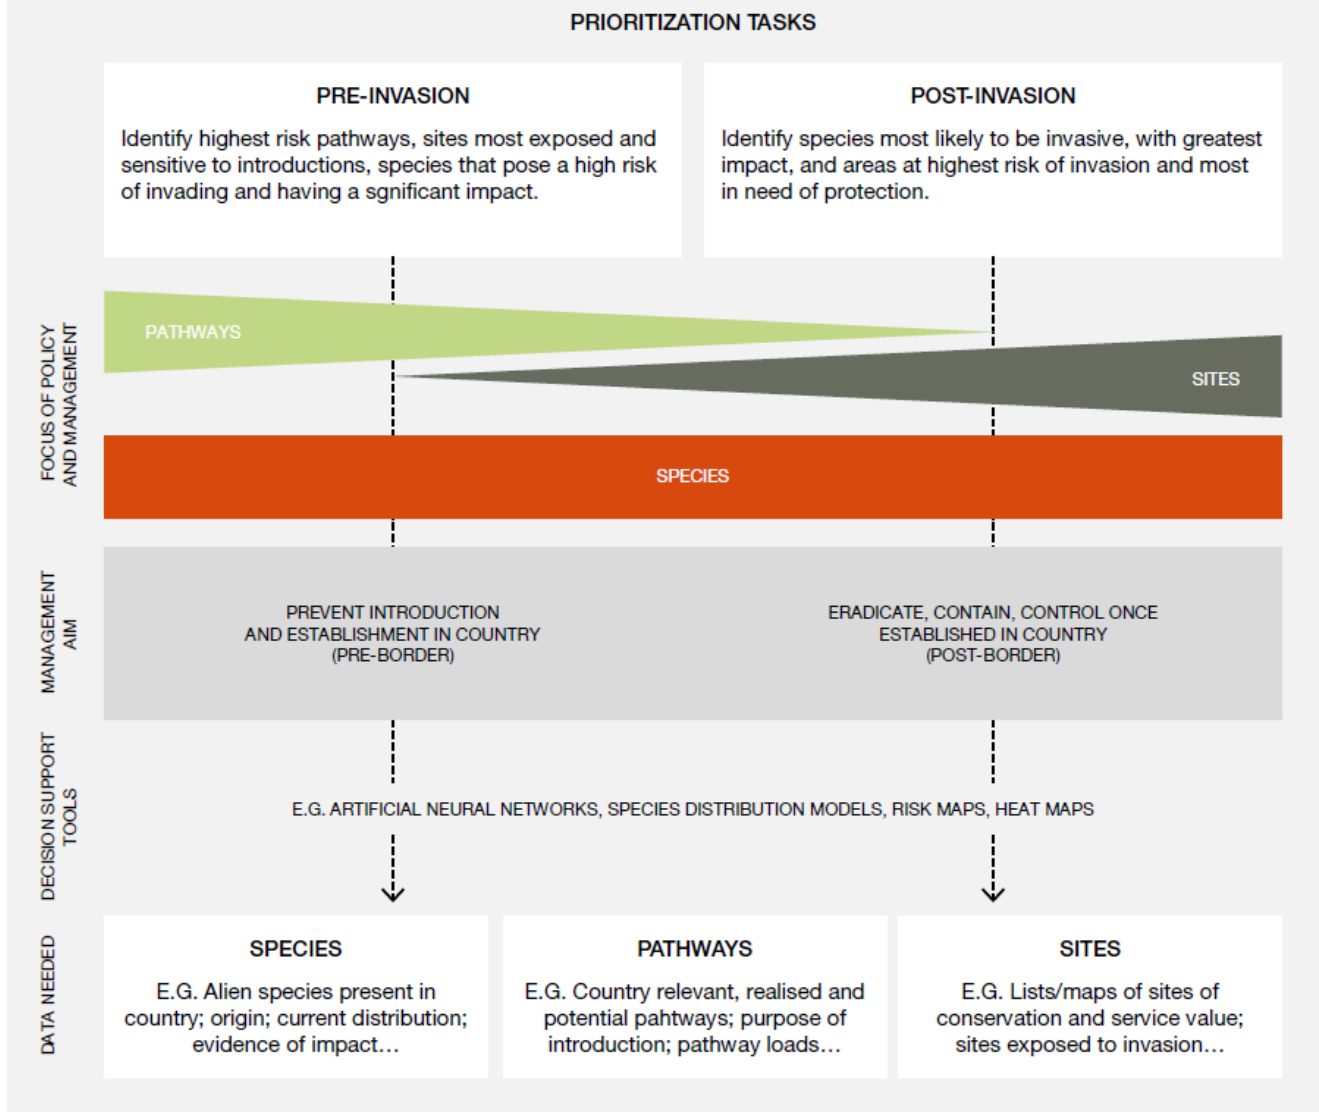 PRIORITIZATION TASKS
PRE-INVASION
Identify highest risk pathways, sites most exposed and
sensitive to introductions, species that pose a high risk
of invading and having a sgnificant impact.
POST-INVASION
Identify species most likely to be invasive, with greatest
impact, and areas at highest risk of invasion and most
in need of protection.
FOCUS OF POLICY
AND MANAGEMENT
PATHWAYS
SITES
SPECIES
MANAGEMENT
AIM
PREVENT INTRODUCTION
AND ESTABLISHMENT IN COUNTRY
(PRE-BORDER)
ERADICATE, CONTAIN, CONTROL ONCE
ESTABLISHED IN COUNTRY
(POST-BORDER)
DECISION SUPPORT
TOOLS
E.G. ARTIFICIAL NEURAL NETWORKS, SPECIES DISTRIBUTION MODELS, RISK MAPS, HEAT MAPS
DATA NEEDED
SPECIES
E.G. Alien species present in
country; origin; current distribution;
evidence of impact...
PATHWAYS
E.G. Country relevant, realised and
potential pahtways; purpose of
introduction; pathway loads...
SITES
E.G. Lists/maps of sites of
conservation and service value;
sites exposed to invasion...